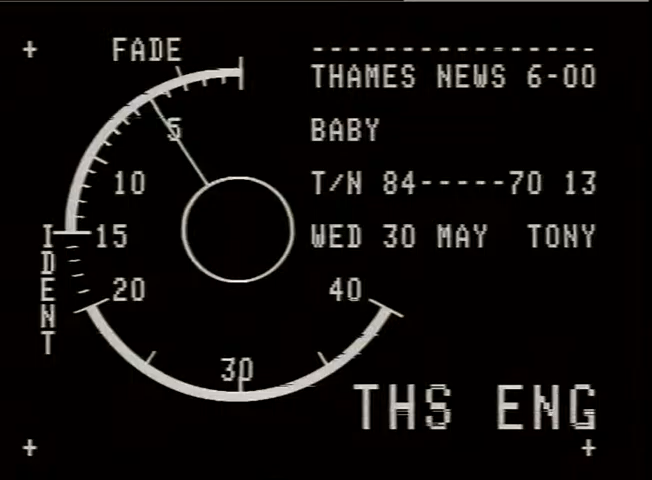 FADE
5
10
15
20
30
40
IDENT
----------------
THAMES NEWS 6-00
BABY
T/N 84-----70 13
WED 30 MAY TONY
THS ENG